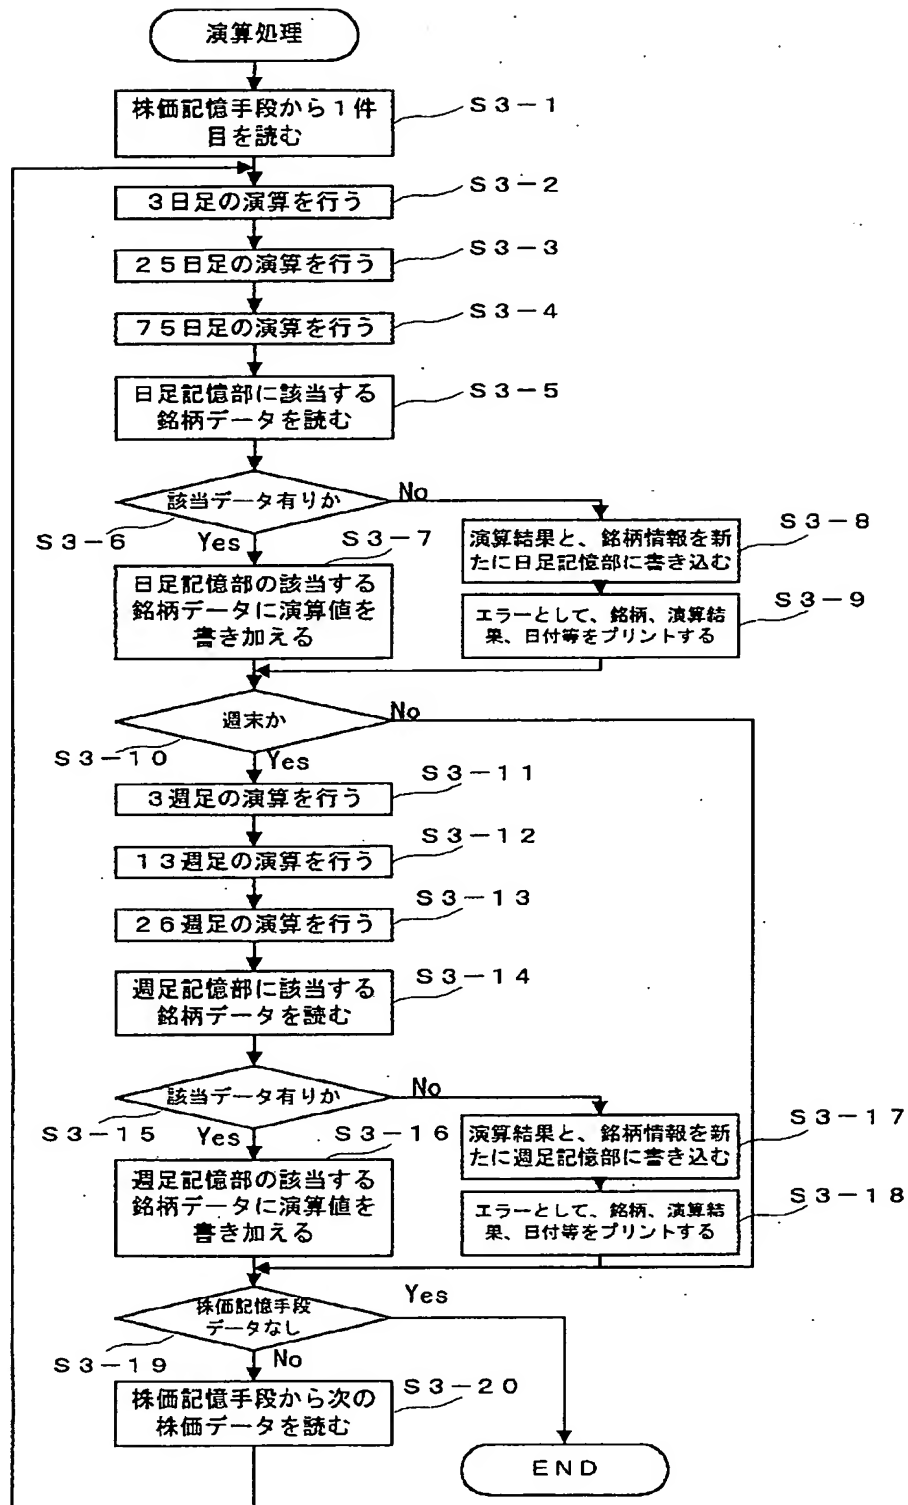 演算処理
株価記憶手段から1件
目を読む
S3-1
3日足の演算を行う
S3-2
25日足の演算を行う
S3-3
75日足の演算を行う
S3-4
日足記憶部に該当する
銘柄データを読む
S3-5
該当データ有りか
No
S3-6
Yes
日足記憶部の該当する
銘柄データに演算値を
書き加える
S3-7
演算結果と、銘柄情報を新
たに日足記憶部に書き込む
S3-8
エラーとして、銘柄、演算結
果、日付等をプリントする
S3-9
週末か
No
S3-10
Yes
3週足の演算を行う
S3-11
13週足の演算を行う
S3-12
26週足の演算を行う
S3-13
週足記憶部に該当する
銘柄データを読む
S3-14
該当データ有りか
No
S3-15
Yes
週足記憶部の該当する
銘柄データに演算値を
書き加える
S3-16
演算結果と、銘柄情報を新
たに週足記憶部に書き込む
S3-17
エラーとして、銘柄、演算結
果、日付等をプリントする
S3-18
株価記憶手段
データなし
Yes
S3-19
No
株価記憶手段から次の
株価データを読む
S3-20
END